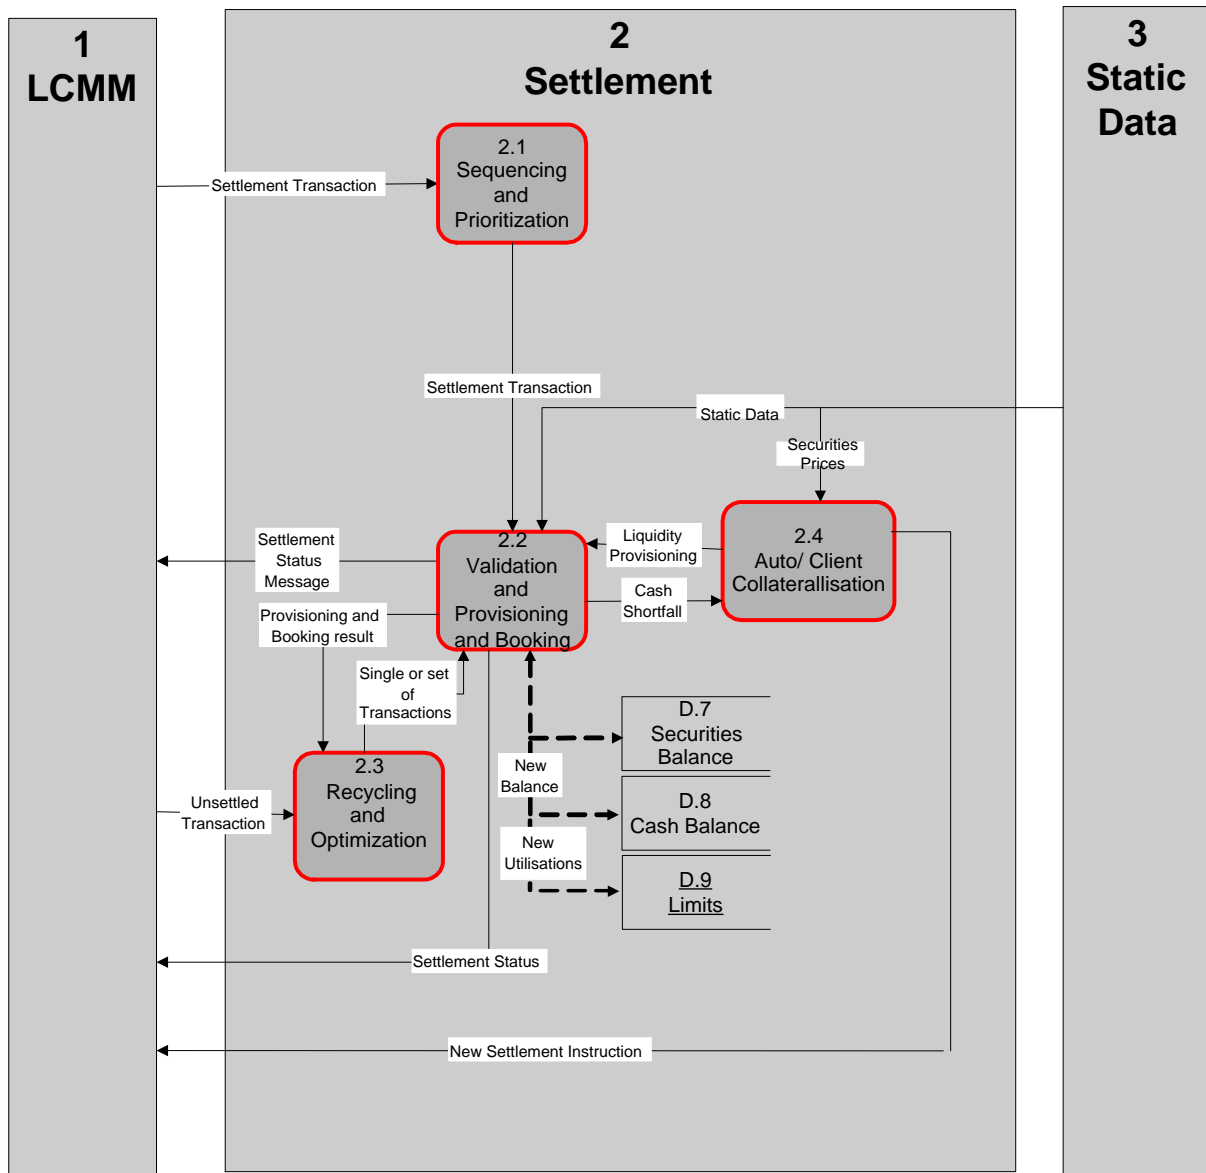 1
LCMM
2
Settlement
3
Static
Data
2.1
Sequencing
and
Prioritization
Settlement Transaction
Settlement Transaction
Static Data
Securities
Prices
2.2
Validation
and
Provisioning
and Booking
Liquidity
Provisioning
Cash
Shortfall
2.4
Auto/ Client
Collaterallisation
Settlement
Status
Message
Provisioning and
Booking result
Single or set
of
Transactions
2.3
Recycling
and
Optimization
Unsettled
Transaction
New
Balance
New
Utilisations
D.7
Securities
Balance
D.8
Cash Balance
D.9
Limits
Settlement Status
New Settlement Instruction